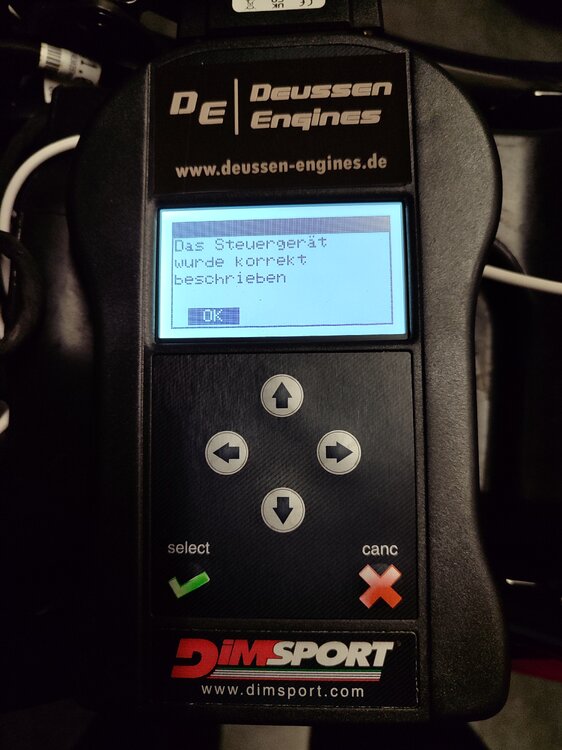 DE | Deussen
Engines
www.deussen-engines.de
Das Steuergerät
wurde korrekt
beschrieben
OK
select
canc
DIMSPORT
www.dimsport.com